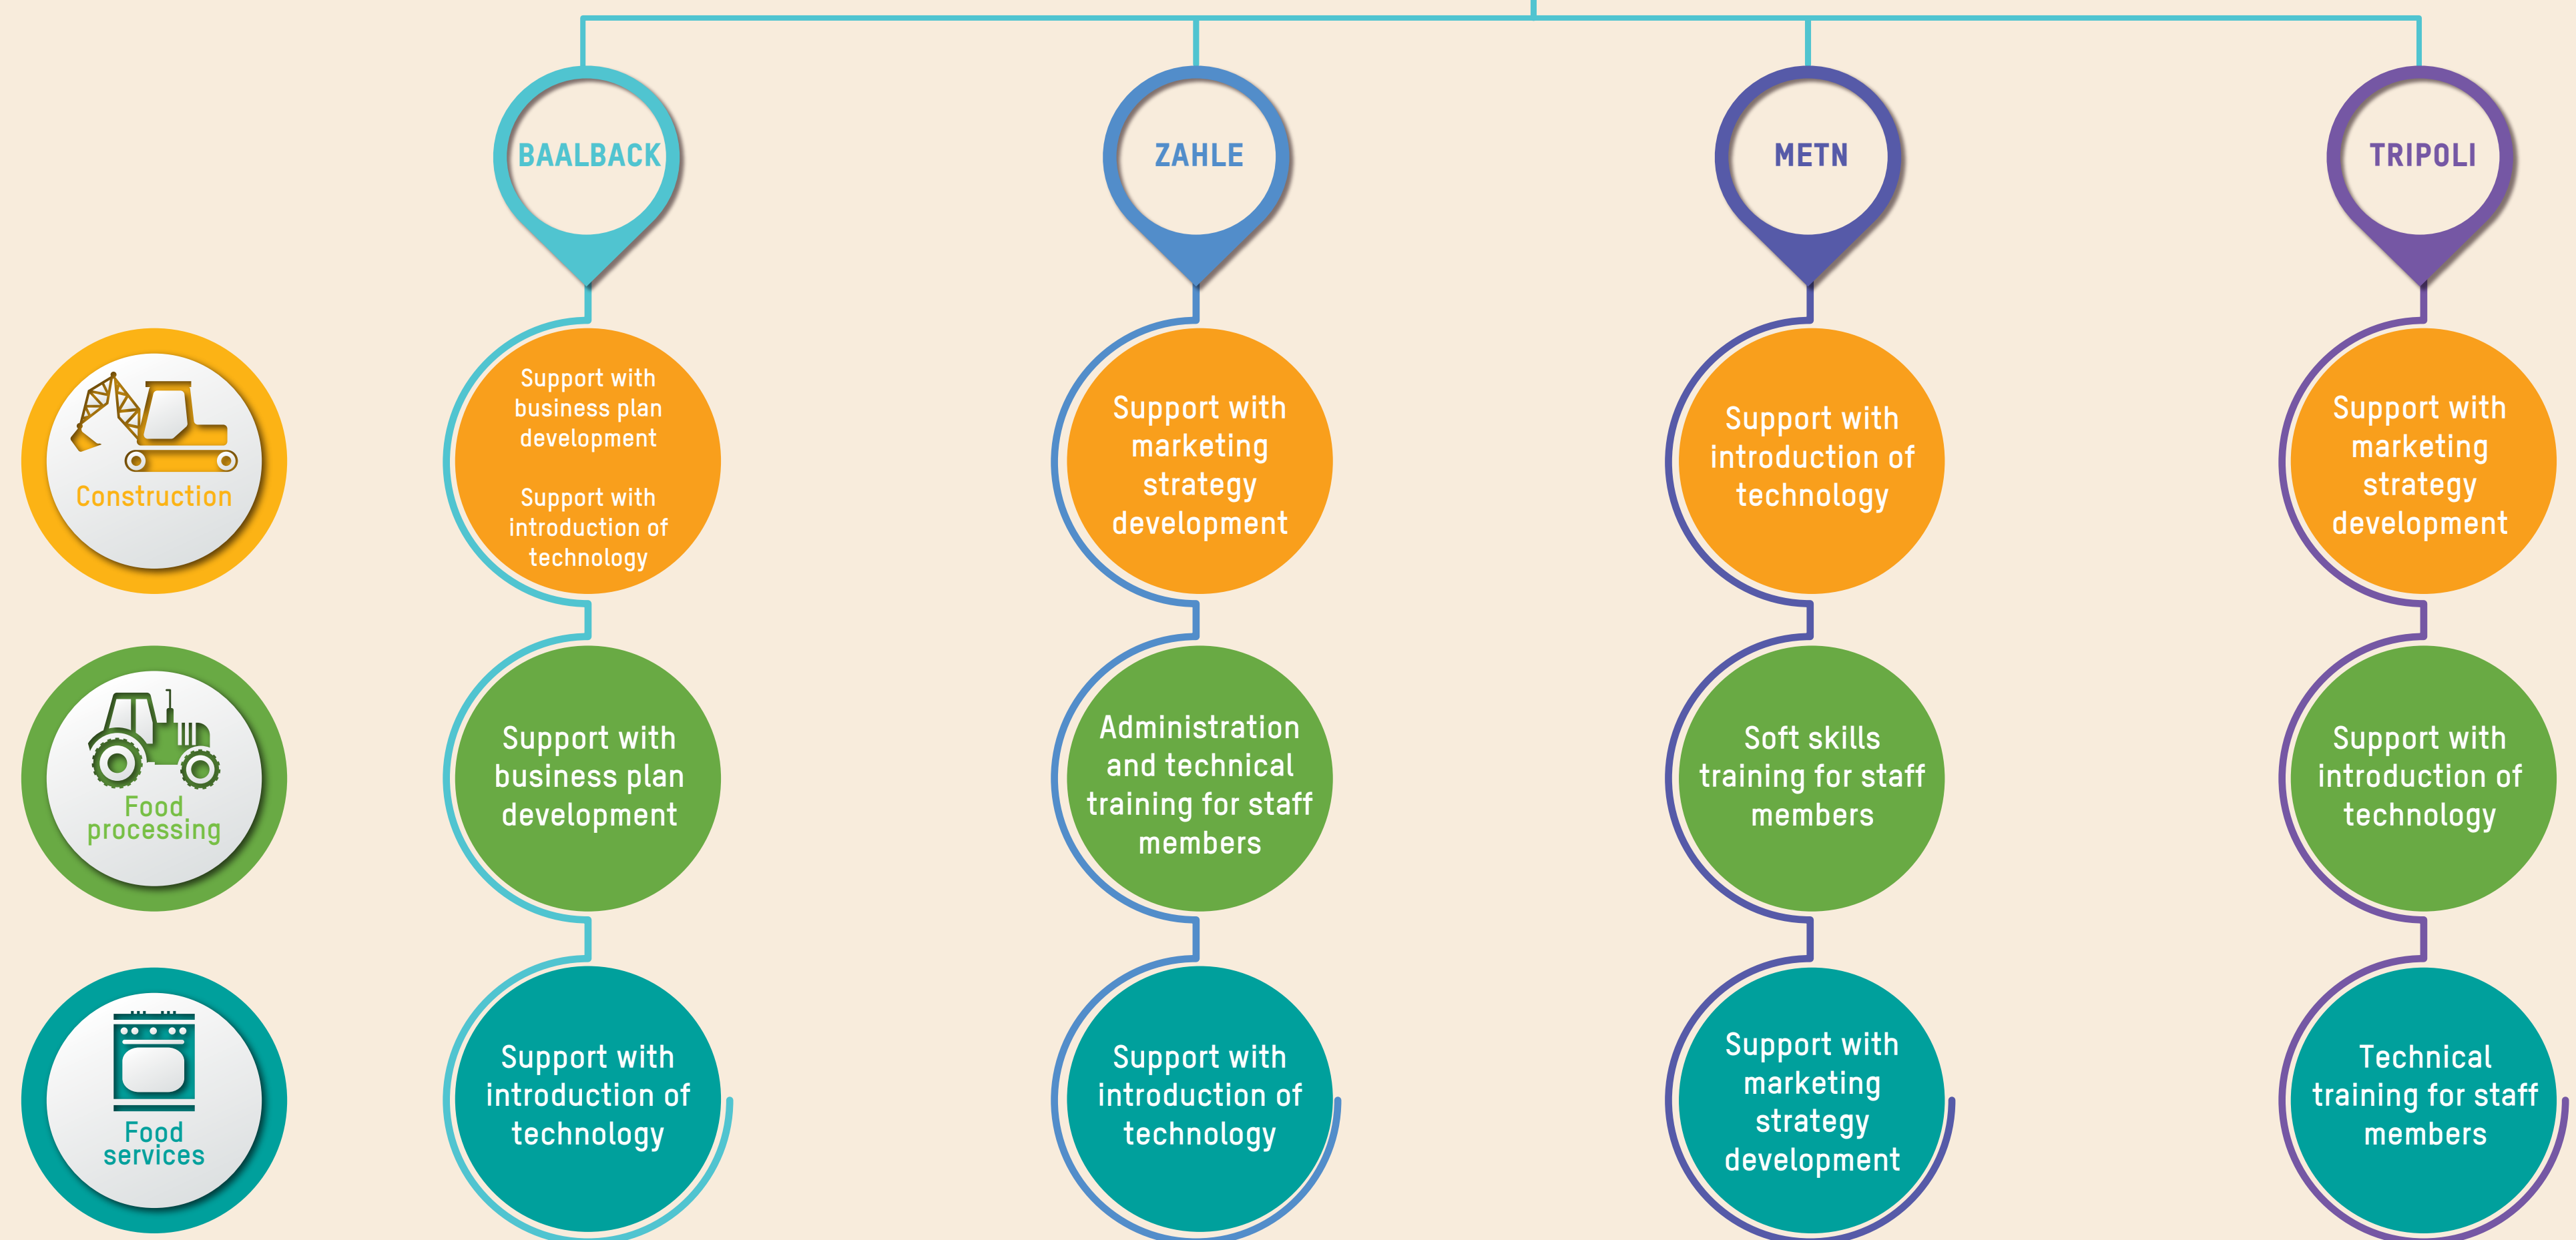 BAALBACK
ZAHLE
METN
TRIPOLI
Construction
Support with
business plan
development
Support with
introduction of
technology
Support with
marketing
strategy
development
Support with
introduction of
technology
Support with
marketing
strategy
development
Food
processing
Support with
business plan
development
Administration
and technical
training for staff
members
Soft skills
training for staff
members
Support with
introduction of
technology
Food
services
Support with
introduction of
technology
Support with
introduction of
technology
Support with
marketing
strategy
development
Technical
training for staff
members